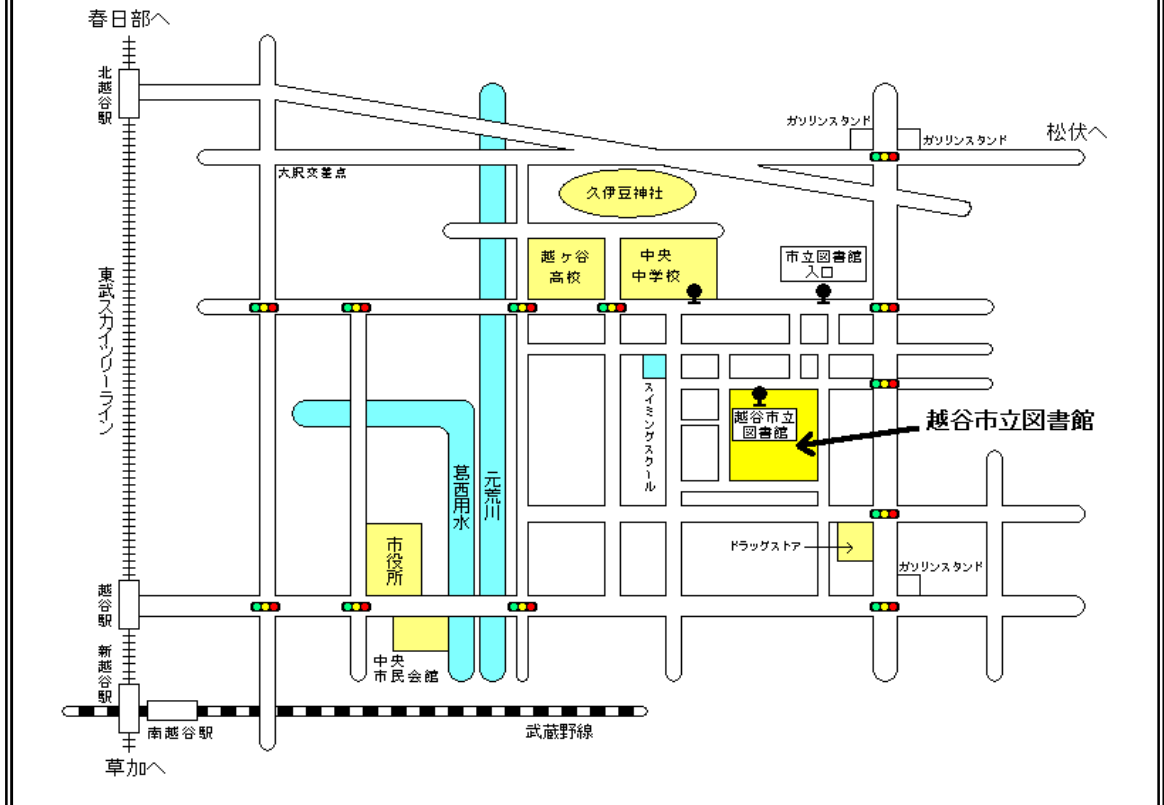 春日部へ
北越谷駅
ガソリンスタンド
ガソリンスタンド
松伏へ
大沢交差点
久伊豆神社
越ヶ谷
高校
中央
中学校
市立図書館
入口
東武スカイツリーライン
スイミングスクール
越谷市立
図書館
越谷市立図書館
葛西用水
元荒川
市役所
ドラッグストア
ガソリンスタンド
越谷駅
中央
市民会館
新越谷駅
南越谷駅
武蔵野線
草加へ